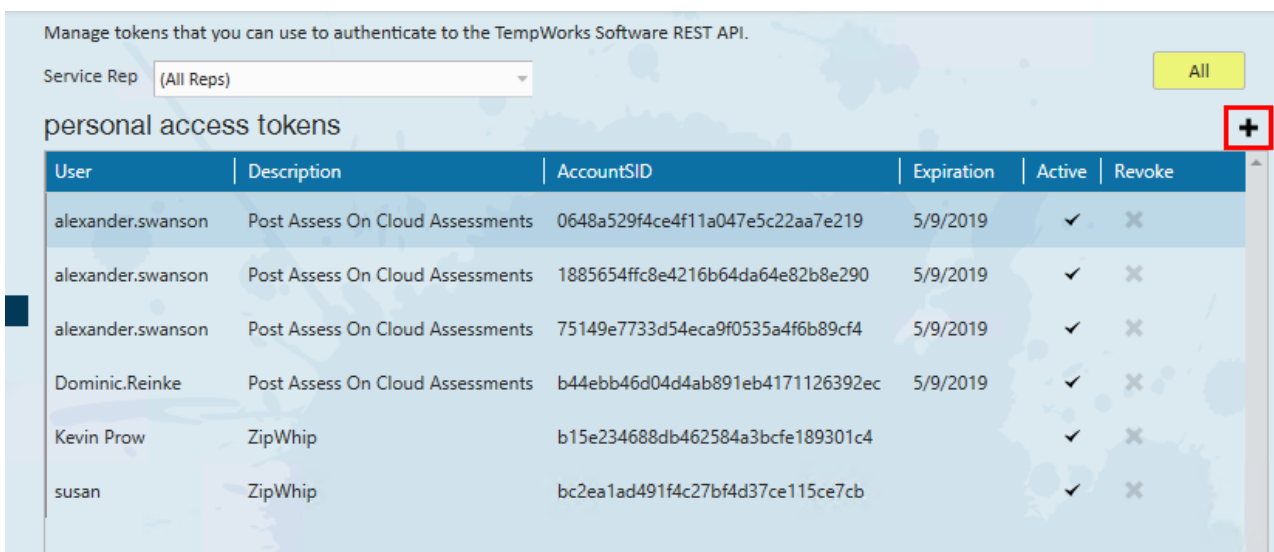 Manage tokens that you can use to authenticate to the TempWorks Software REST API.
Service Rep (All Reps) All
personal access tokens
User Description AccountSID Expiration Active Revoke
alexander.swanson Post Assess On Cloud Assessments 0648a529f4ce4f11a047e5c22aa7e219 5/9/2019
alexander.swanson Post Assess On Cloud Assessments 1885654ffc8e4216b64da64e82b8e290 5/9/2019
alexander.swanson Post Assess On Cloud Assessments 75149e7733d54eca9f0535a4f6b89cf4 5/9/2019
Dominic.Reinke Post Assess On Cloud Assessments b44ebb46d04d4ab891eb4171126392ec 5/9/2019
Kevin Prow ZipWhip b15e234688db462584a3bcfe189301c4
susan ZipWhip bc2ea1ad491f4c27bf4d37ce115ce7cb